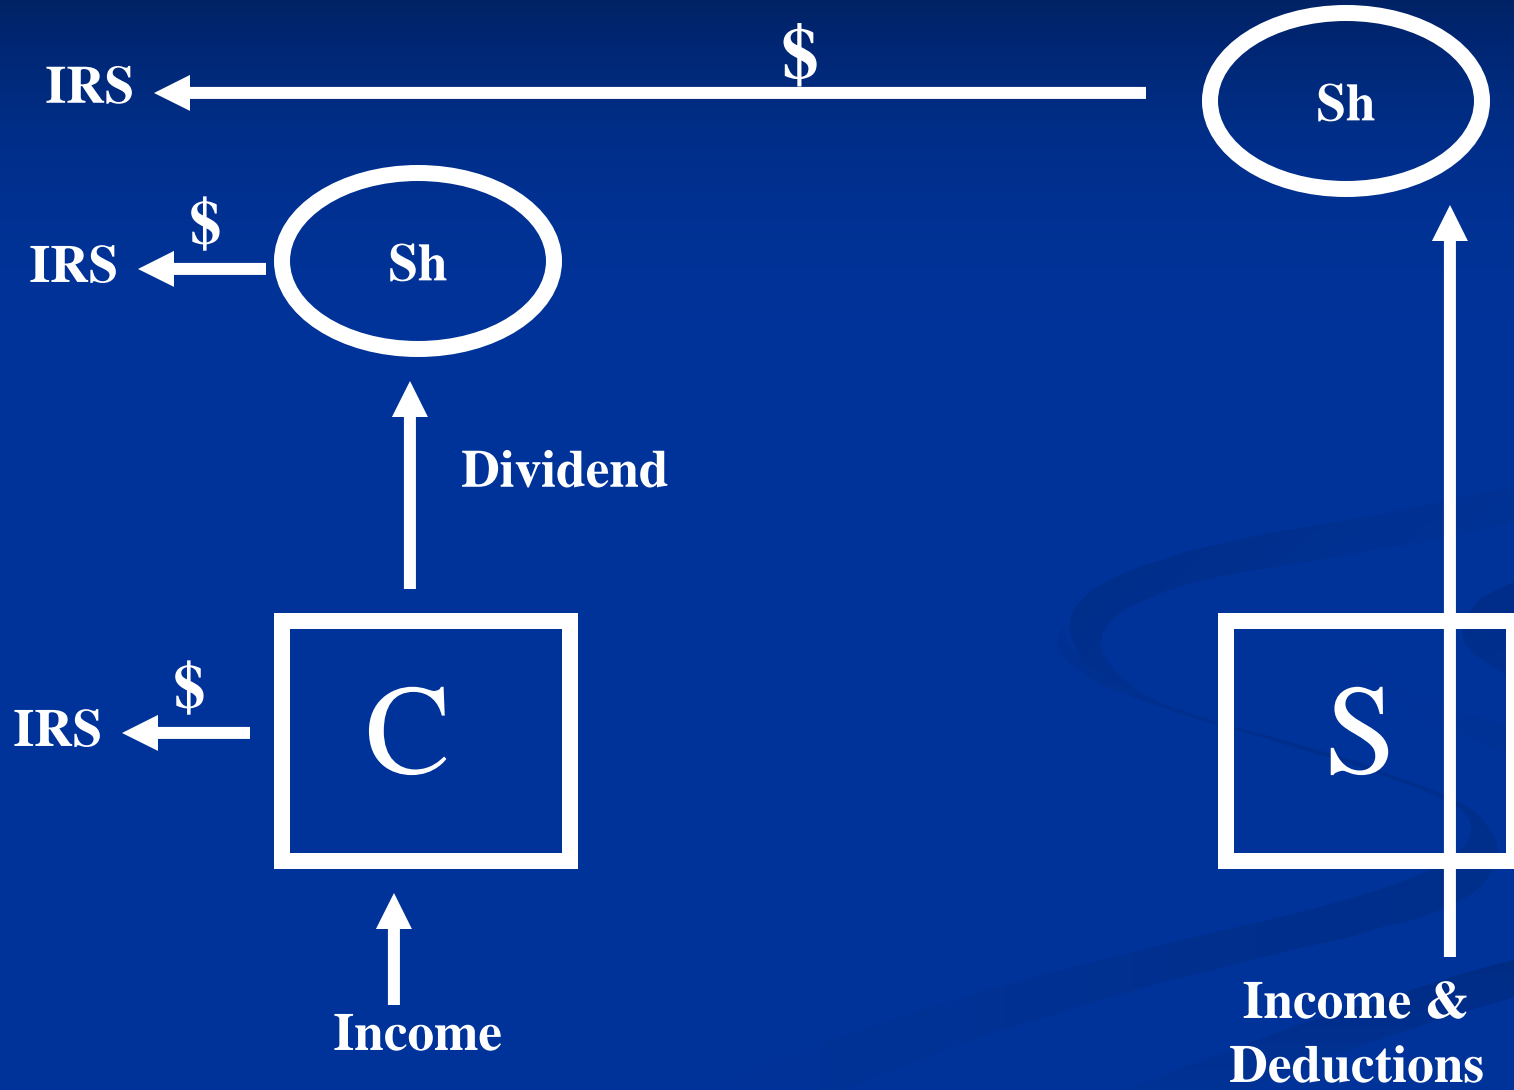 IRS
$
Sh
IRS
$
Sh
Dividend
IRS
$
C
S
Income
Income &
Deductions